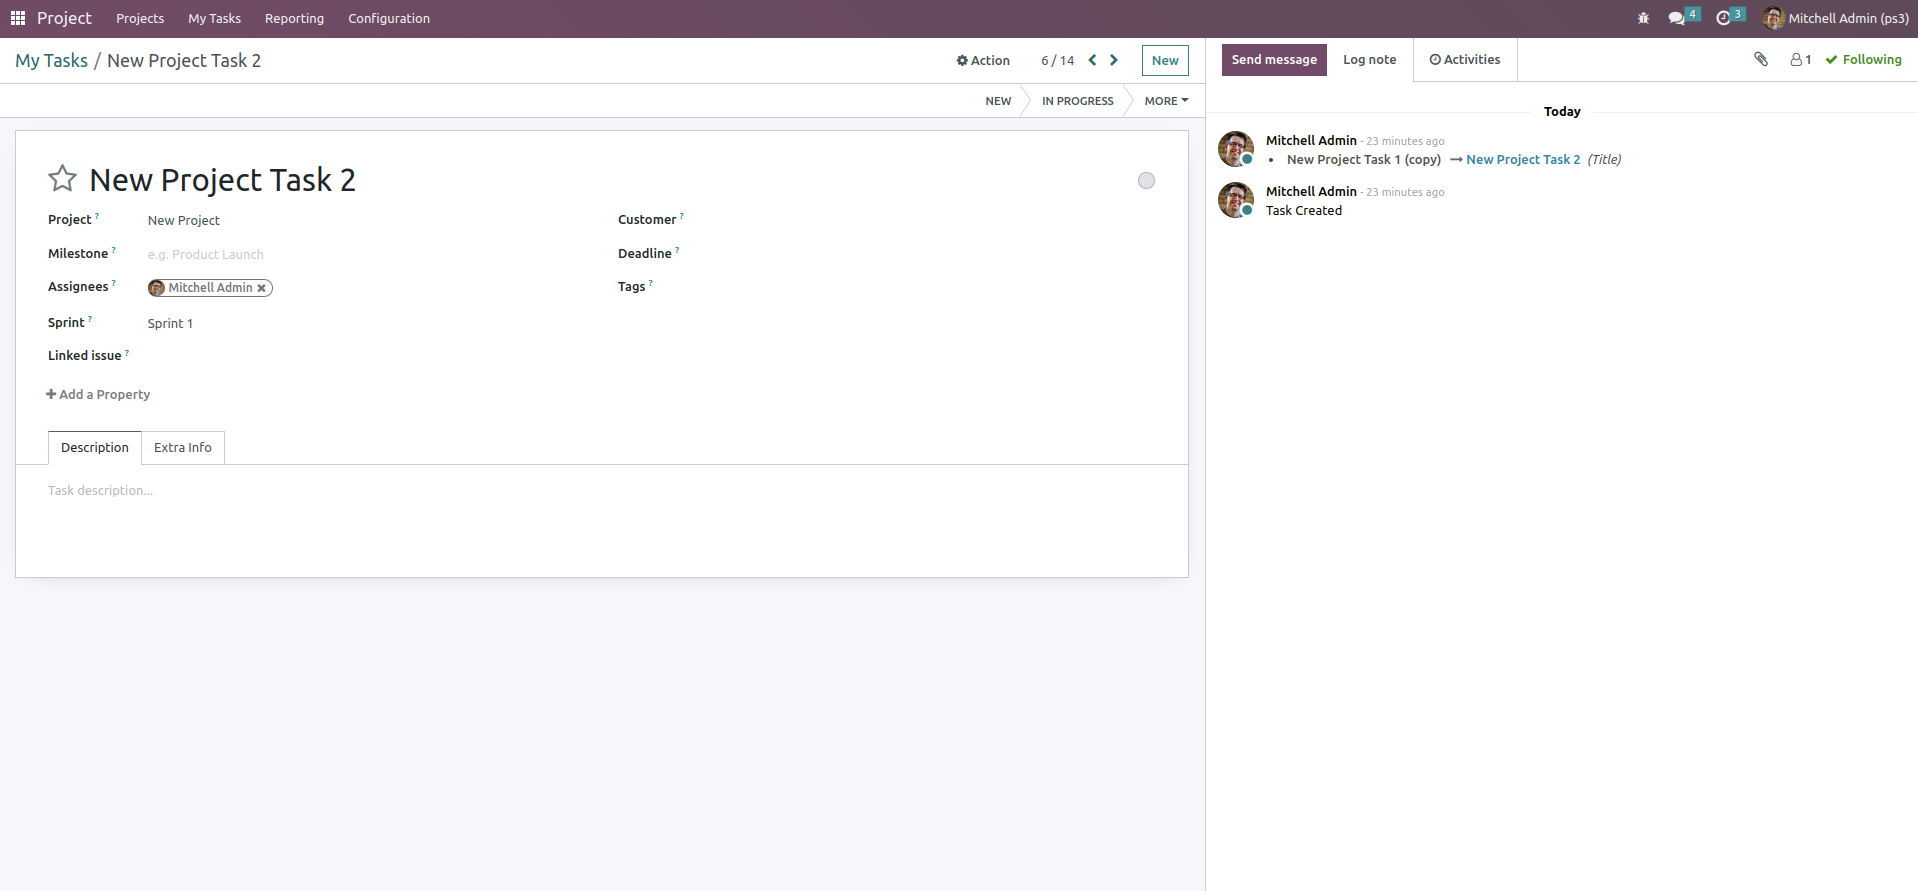 Project Projects My Tasks Reporting Configuration 4 3 Mitchell Admin (ps3)
My Tasks / New Project Task 2 Action 6 / 14 New
NEW IN PROGRESS MORE
New Project Task 2
Project ? New Project
Customer ?
Milestone ? e.g. Product Launch
Deadline ?
Assignees ? Mitchell Admin
Tags ?
Sprint ? Sprint 1
Linked issue ?
Add a Property
Description Extra Info
Task description...
Send message Log note Activities 1 Following
Today
Mitchell Admin - 23 minutes ago
• New Project Task 1 (copy) → New Project Task 2 (Title)
Mitchell Admin - 23 minutes ago
Task Created